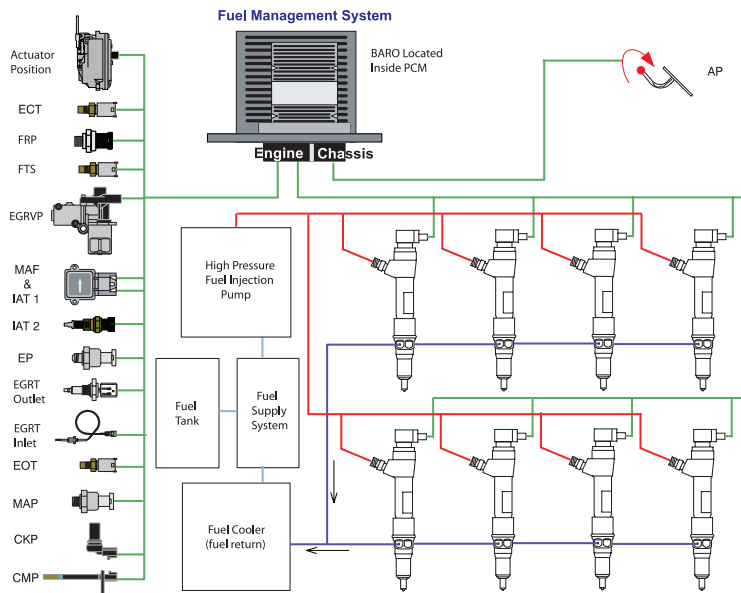 Fuel Management System
Actuator
Position
BARO Located
Inside PCM
AP
ECT
FRP
Engine
Chassis
FTS
EGRVP
High Pressure
Fuel Injection
Pump
MAF
&
IAT 1
IAT 2
EP
EGRT
Outlet
Fuel
Tank
Fuel
Supply
System
EGRT
Inlet
EOT
MAP
Fuel Cooler
(fuel return)
CKP
CMP